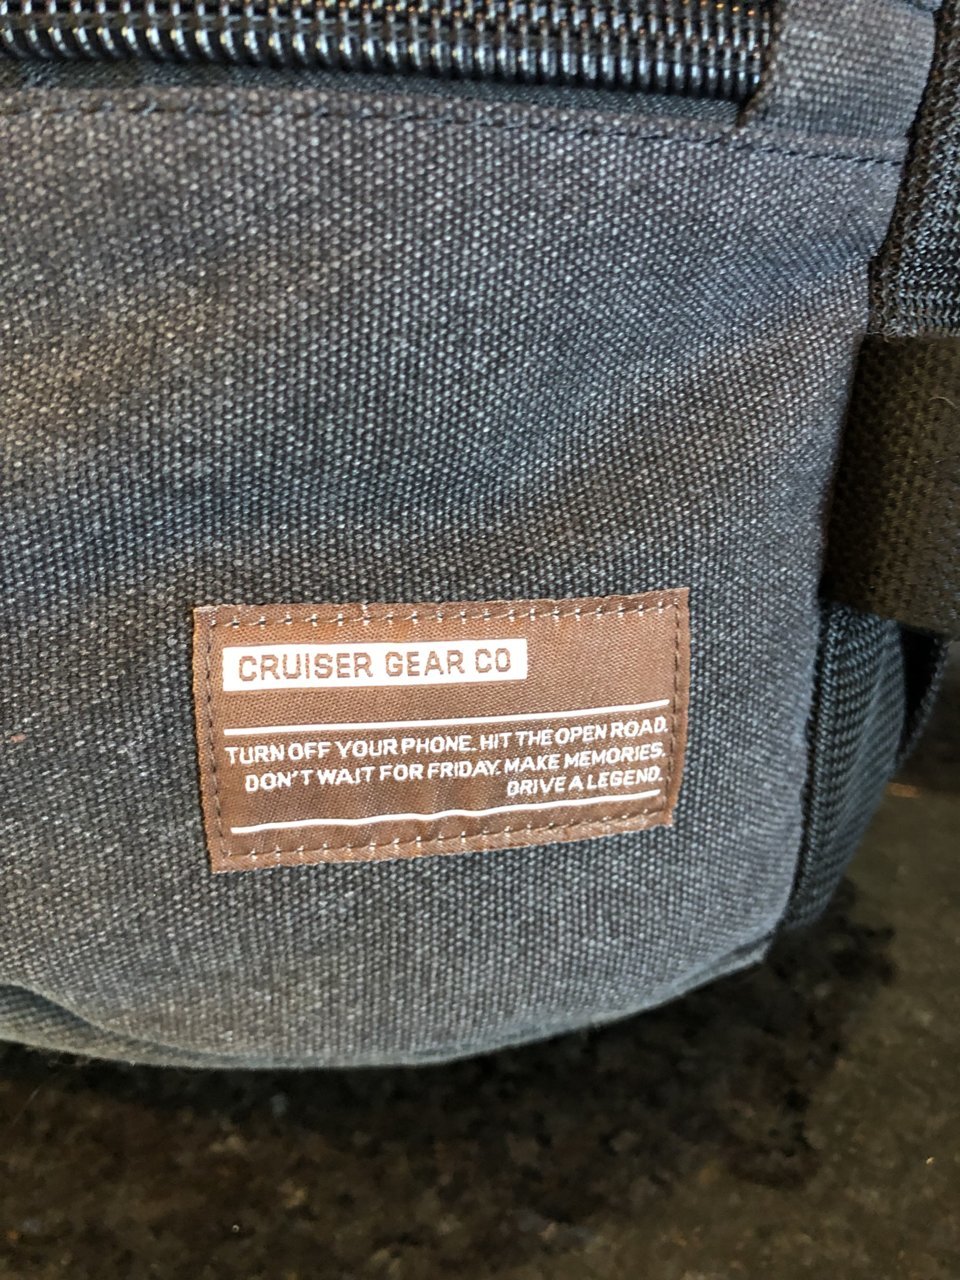 CRUISER GEAR CO
TURN OFF YOUR PHONE. HIT THE OPEN ROAD.
DON'T WAIT FOR FRIDAY. MAKE MEMORIES.
DRIVE A LEGEND.